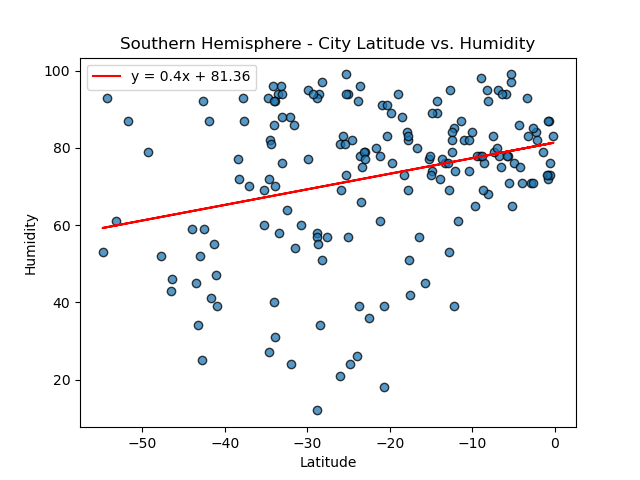 Southern Hemisphere - City Latitude vs. Humidity
y = 0.4x + 81.36
100
80
60
40
20
Humidity
−50
−40
−30
−20
−10
0
Latitude